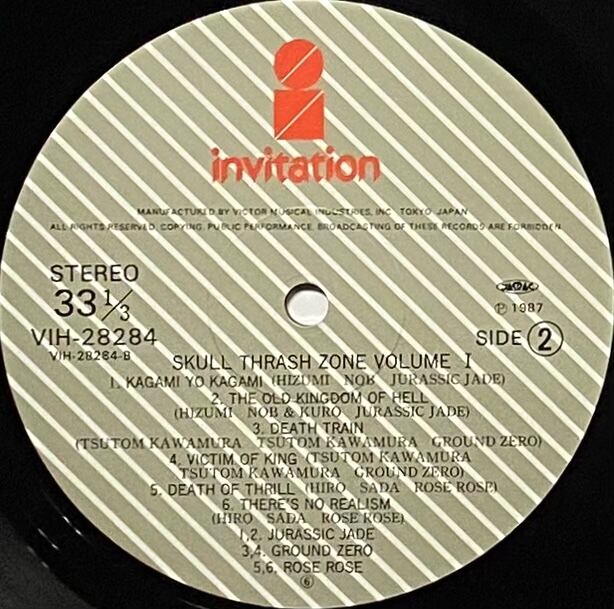 invitation
MANUFACTURED BY VICTOR MUSICAL INDUSTRIES, INC. TOKYO, JAPAN
ALL RIGHTS RESERVED. COPYING, PUBLIC PERFORMANCE, BROADCASTING OF THESE RECORDS ARE FORBIDDEN
STEREO
33 1/3
VIH-28284
VIH-28284-B
JASRAC
Ⓟ 1987
SIDE 2
SKULL THRASH ZONE VOLUME I
1. KAGAMI YO KAGAMI (HIZUMI NOB JURASSIC JADE)
2. THE OLD KINGDOM OF HELL
(HIZUMI NOB & KURO JURASSIC JADE)
3. DEATH TRAIN
(TSUTOM KAWAMURA TSUTOM KAWAMURA GROUND ZERO)
4. VICTIM OF KING (TSUTOM KAWAMURA
TSUTOM KAWAMURA GROUND ZERO)
5. DEATH OF THRILL (HIRO SADA ROSE ROSE)
6. THERE'S NO REALISM
(HIRO SADA ROSE ROSE)
1,2. JURASSIC JADE
3,4. GROUND ZERO
5,6. ROSE ROSE
⑥